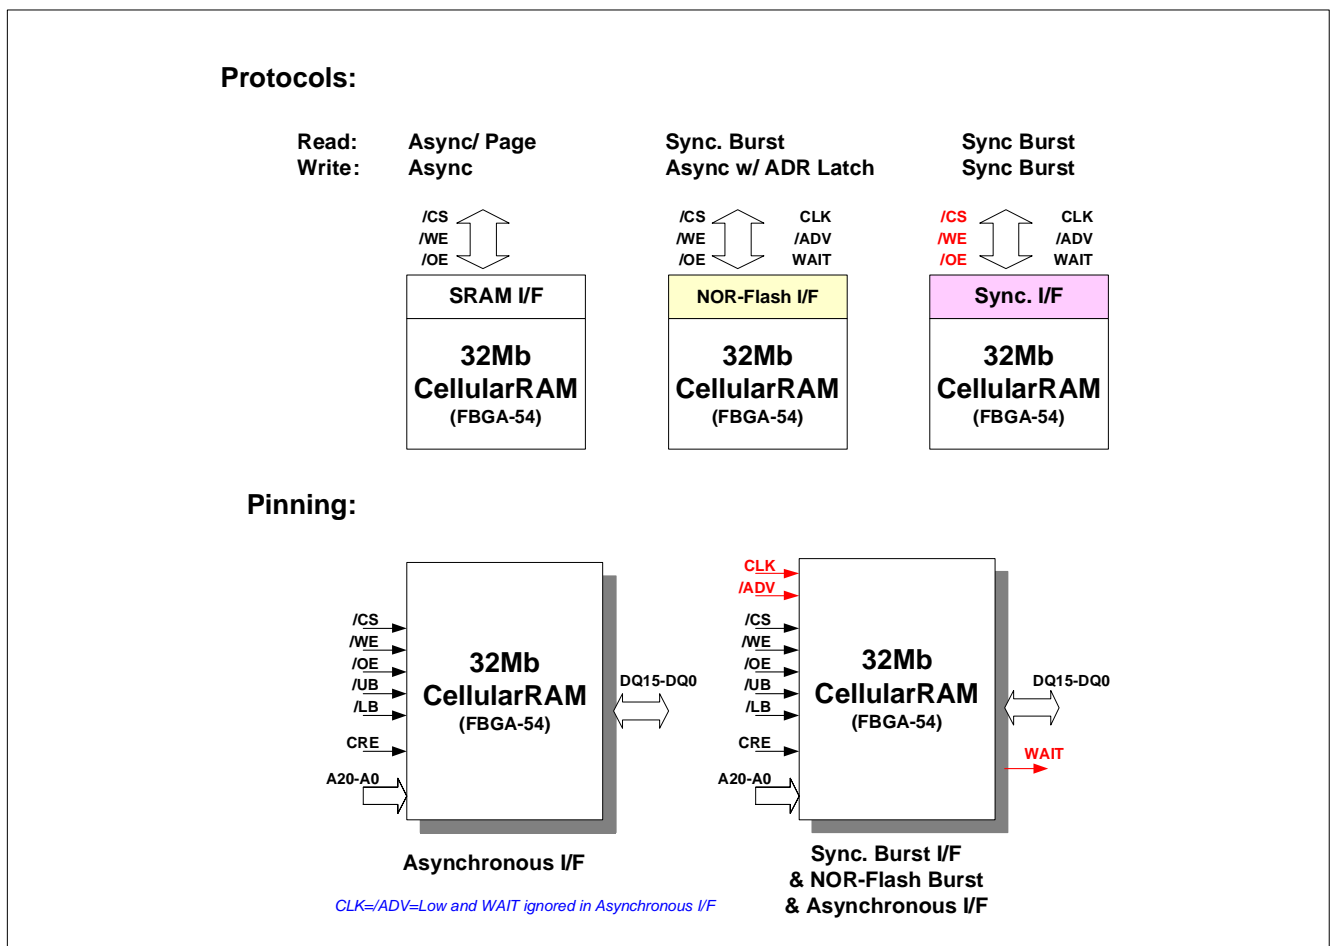 Protocols:
Read: Async/ Page Sync. Burst Sync Burst
Write: Async Async w/ ADR Latch Sync Burst
/CS /CS CLK /CS CLK
/WE /WE /ADV /WE /ADV
/OE /OE WAIT /OE WAIT
SRAM I/F NOR-Flash I/F Sync. I/F
32Mb 32Mb 32Mb
CellularRAM CellularRAM CellularRAM
(FBGA-54) (FBGA-54) (FBGA-54)
Pinning:
/CS
/WE
/OE
/UB
/LB
CRE
A20-A0
32Mb
CellularRAM
(FBGA-54)
DQ15-DQ0
Asynchronous I/F
CLK=/ADV=Low and WAIT ignored in Asynchronous I/F
CLK
/ADV
/CS
/WE
/OE
/UB
/LB
CRE
A20-A0
32Mb
CellularRAM
(FBGA-54)
DQ15-DQ0
WAIT
Sync. Burst I/F
& NOR-Flash Burst
& Asynchronous I/F